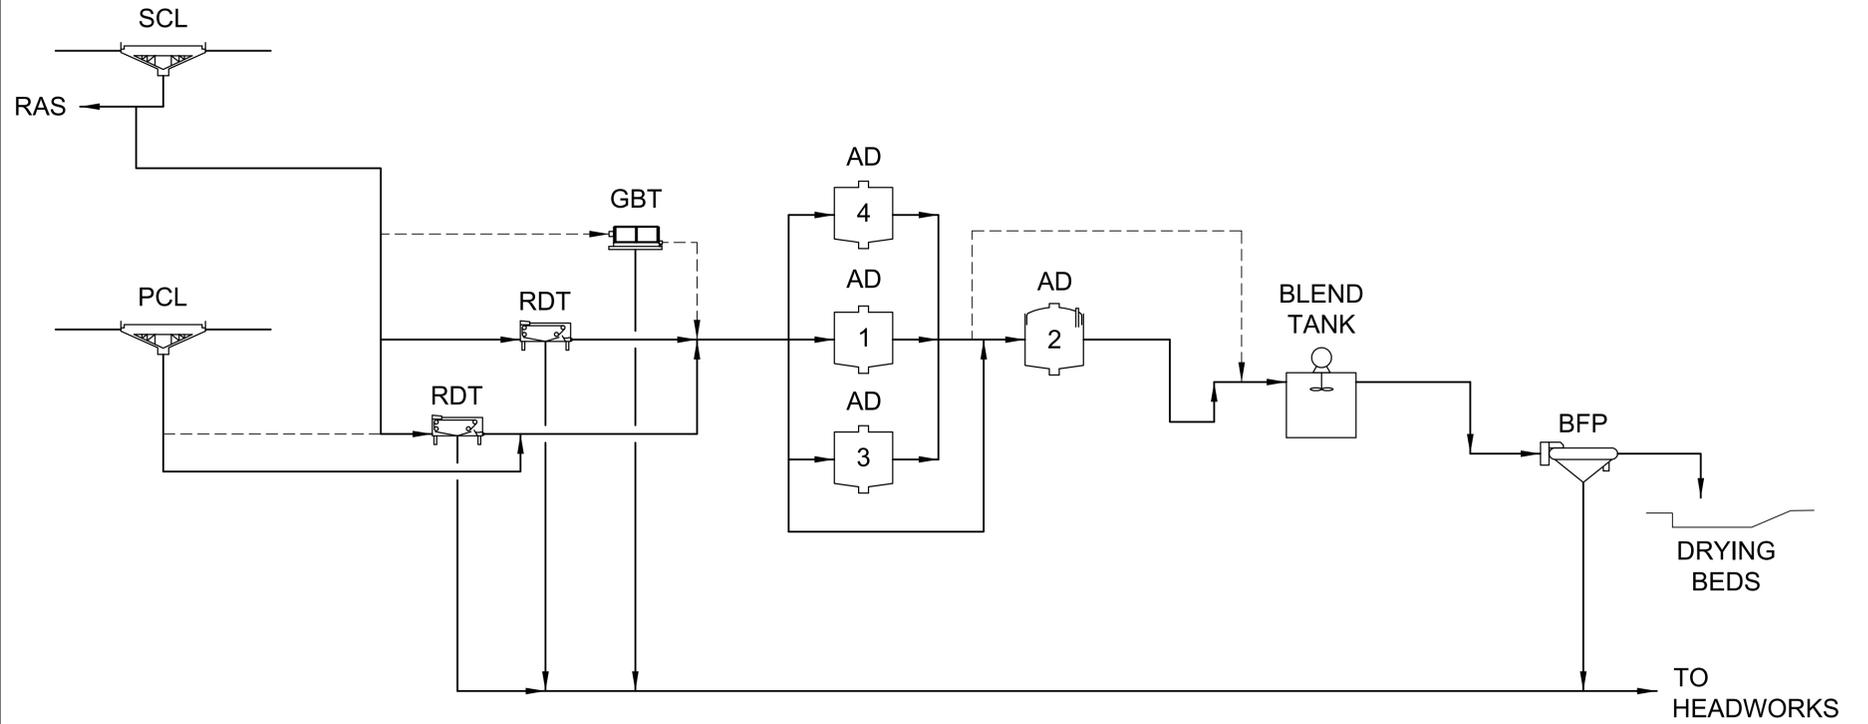 SCL
RAS
AD
4
GBT
AD
1
AD
2
BLEND
TANK
PCL
RDT
RDT
AD
3
BFP
DRYING
BEDS
TO
HEADWORKS